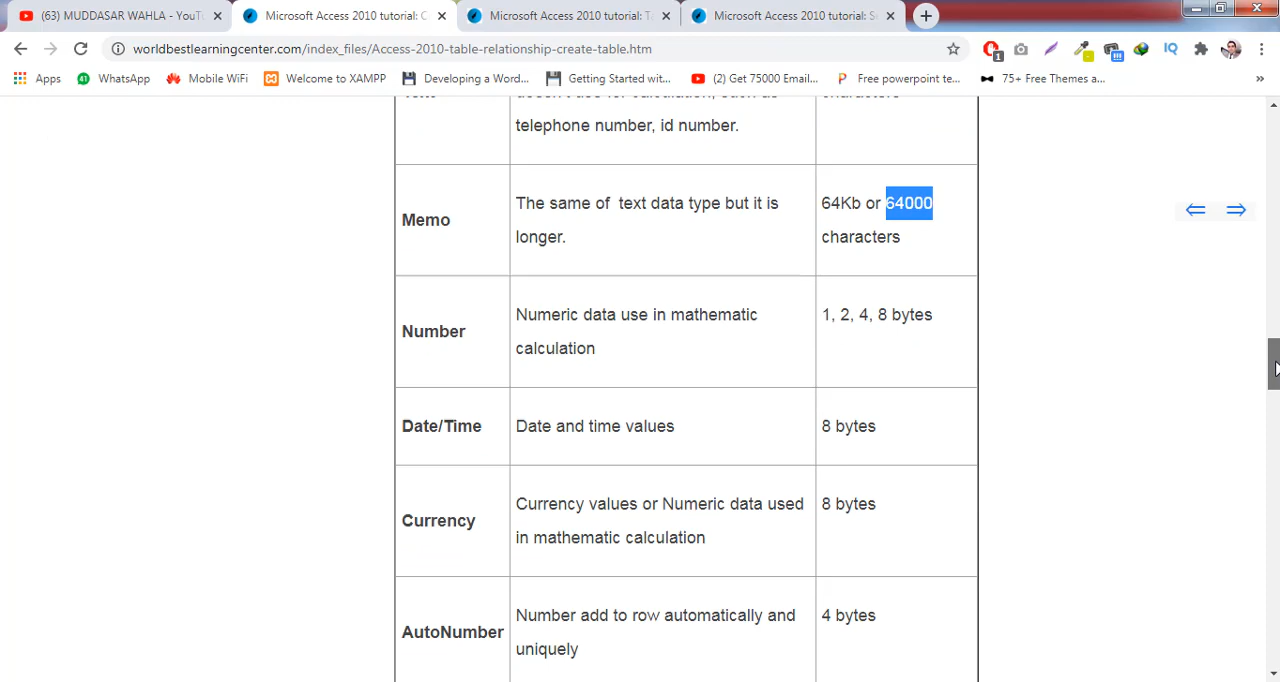 (63) MUDDASAR WAHLA - YouTu
Microsoft Access 2010 tutorial: C
Microsoft Access 2010 tutorial: Ta
Microsoft Access 2010 tutorial: S
worldbestlearningcenter.com/index_files/Access-2010-table-relationship-create-table.htm
1
IQ
Apps
WhatsApp
Mobile WiFi
Welcome to XAMPP
Developing a Word...
Getting Started wit...
(2) Get 75000 Email...
Free powerpoint te...
75+ Free Themes a...
»
telephone number, id number.
Memo
The same of text data type but it is
longer.
64Kb or 64000
characters
Number
Numeric data use in mathematic
calculation
1, 2, 4, 8 bytes
Date/Time
Date and time values
8 bytes
Currency
Currency values or Numeric data used
in mathematic calculation
8 bytes
AutoNumber
Number add to row automatically and
uniquely
4 bytes